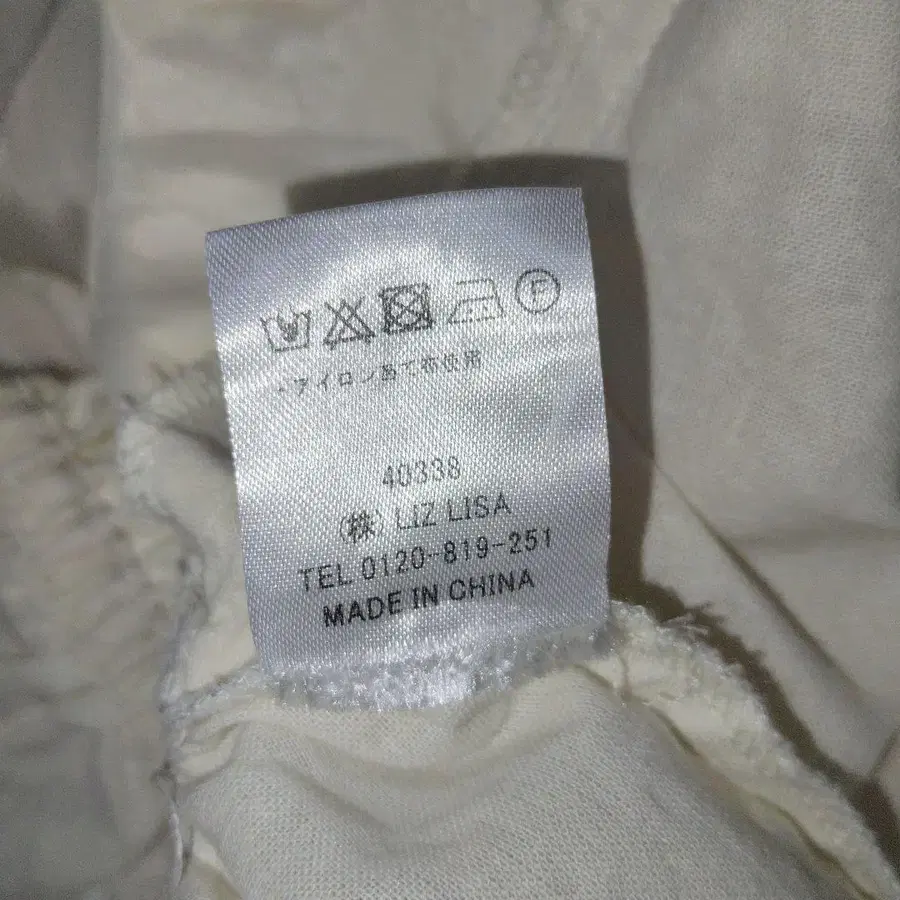 F
・アイロンあて布使用
40338
(株) LIZ LISA
TEL 0120-819-251
MADE IN CHINA